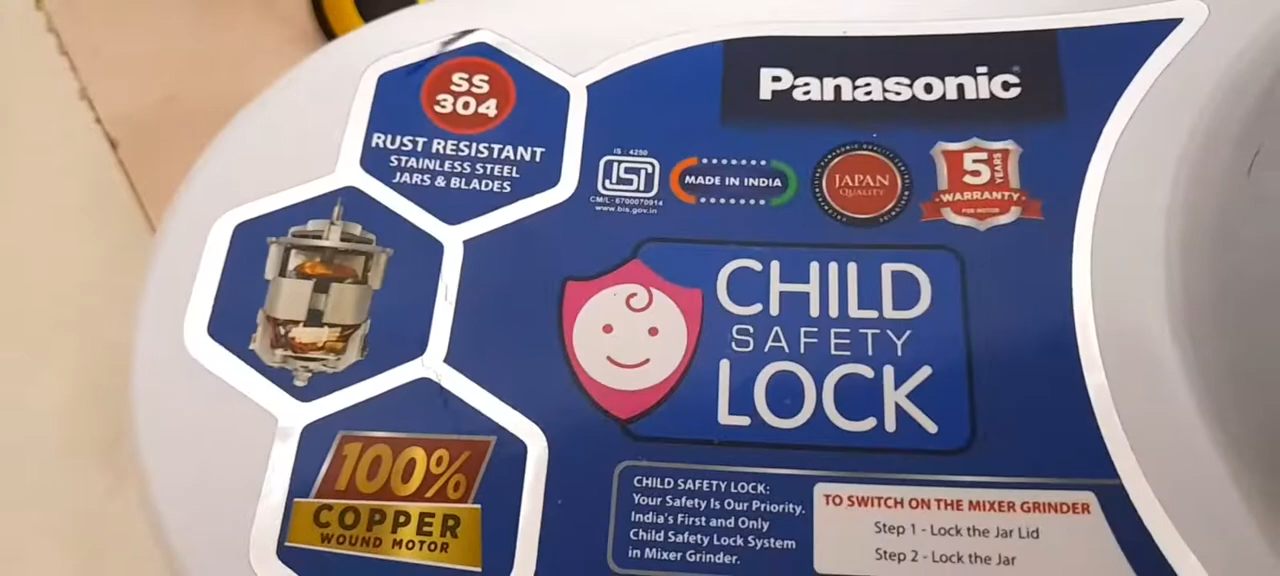 Panasonic
SS
304
RUST RESISTANT
STAINLESS STEEL
JARS & BLADES
IS : 4250
ISI
CM/L- 6700070914
www.bis.gov.in
MADE IN INDIA
JAPAN
QUALITY
5 YEARS
WARRANTY
FOR MOTOR
CHILD
SAFETY
LOCK
100%
COPPER
WOUND MOTOR
CHILD SAFETY LOCK:
Your Safety Is Our Priority.
India's First and Only
Child Safety Lock System
in Mixer Grinder.
TO SWITCH ON THE MIXER GRINDER
Step 1 - Lock the Jar Lid
Step 2 - Lock the Jar